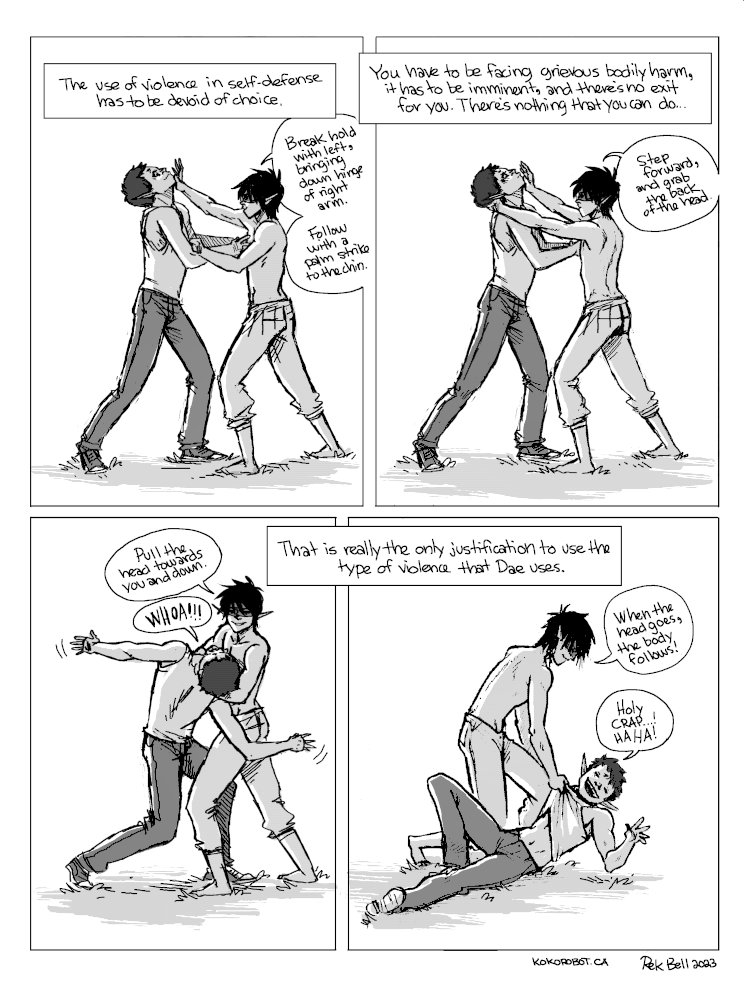 The use of violence in self-defense
has to be devoid of choice.
Break hold
with left,
bringing
down hinge
of right
arm.
Follow
with a
palm strike
to the chin.
You have to be facing grievous bodily harm,
it has to be imminent, and there's no exit
for you. There's nothing that you can do...
Step
forward,
and grab
the back
of the head.
That is really the only justification to use the
type of violence that Dae uses.
Pull the
head towards
you and down.
WHOA!!!
When the
head goes,
the body
follows!
Holy
CRAP...!
HAHA!
KOKOROBOT.CA
Rek Bell 2023